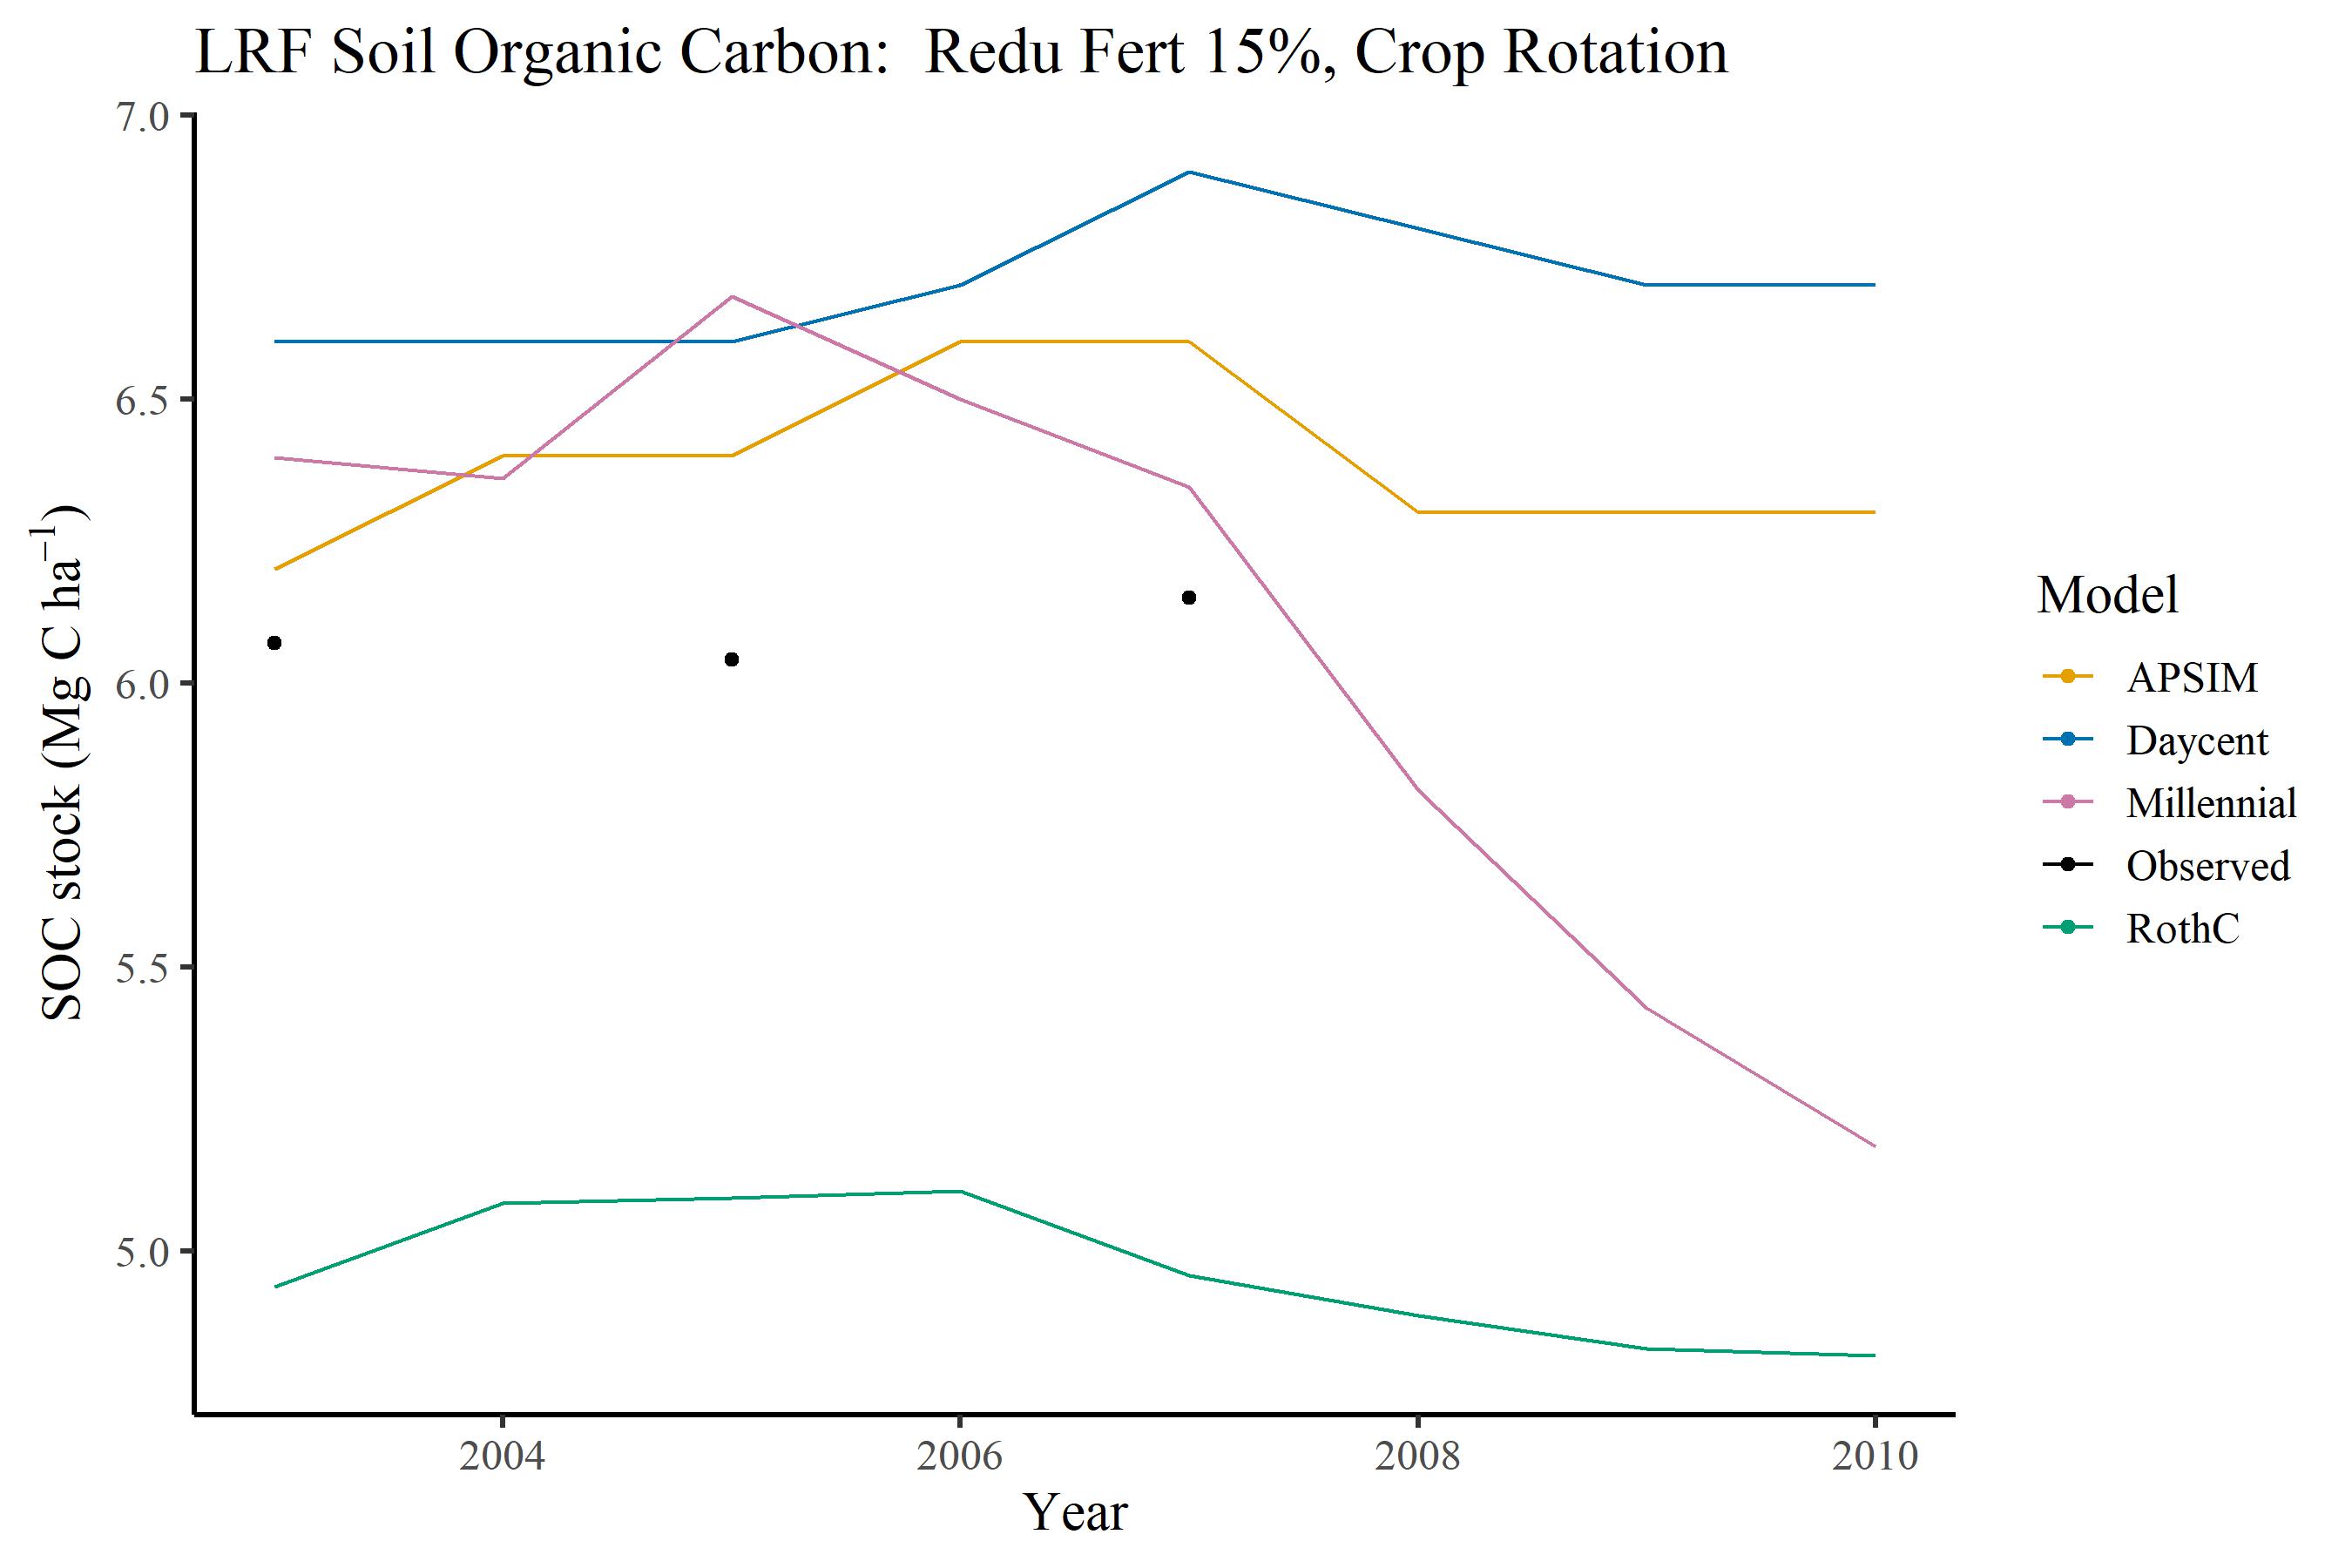 LRF Soil Organic Carbon:  Redu Fert 15%, Crop Rotation
7.0
6.5
6.0
5.5
5.0
SOC stock (Mg C ha⁻¹)
2004 2006 2008 2010
Year
Model
APSIM
Daycent
Millennial
Observed
RothC